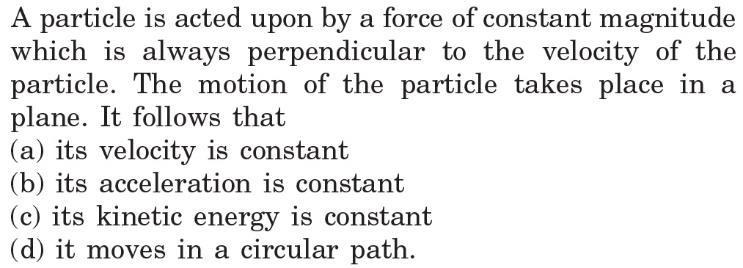 A particle is acted upon by a force of constant magnitude
which is always perpendicular to the velocity of the
particle. The motion of the particle takes place in a
plane. It follows that
(a) its velocity is constant
(b) its acceleration is constant
(c) its kinetic energy is constant
(d) it moves in a circular path.